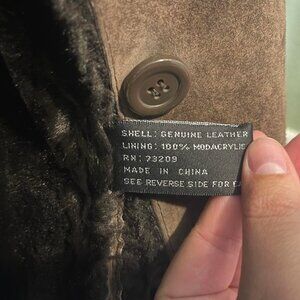 SHELL: GENUINE LEATHER
LINING: 100% MODACRYLIC
RN: 73209
MADE IN CHINA
SEE REVERSE SIDE FOR